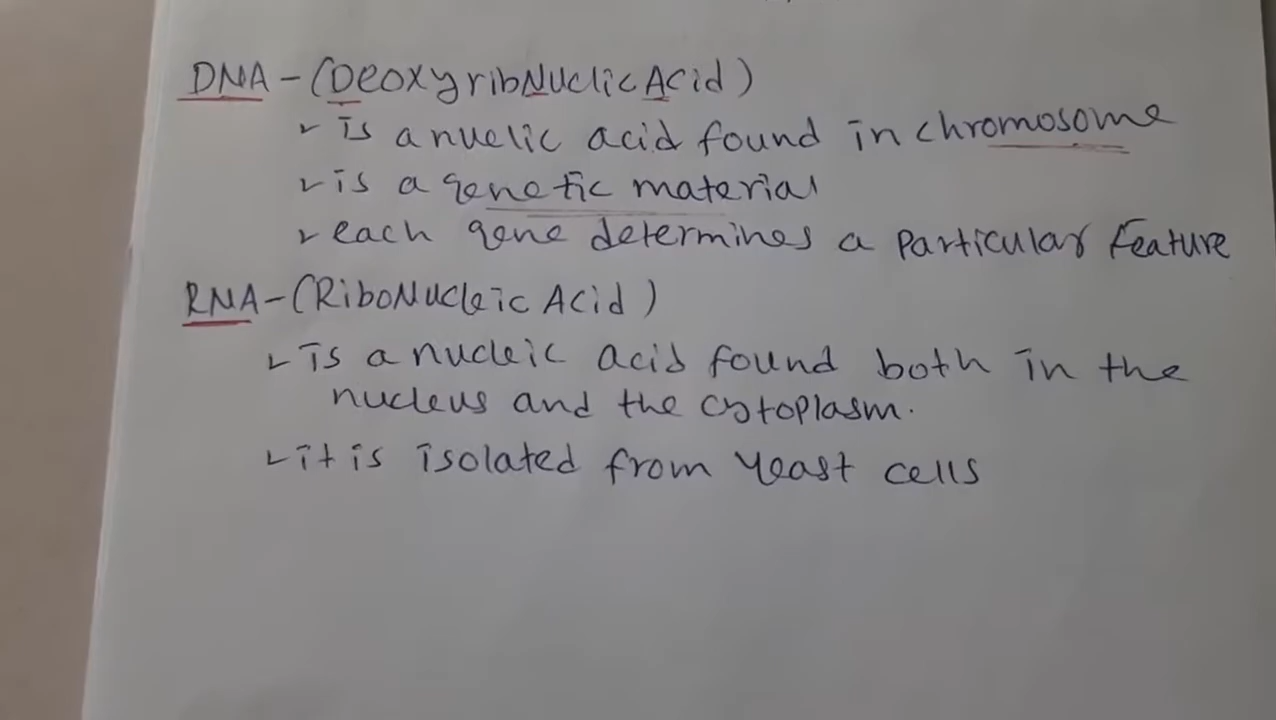 DNA - (DeoxyribNuclic Acid)
✓ is a nuelic acid found in chromosome
✓ is a genetic material
✓ each gene determines a particular feature
RNA - (RiboNucleic Acid)
✓ is a nucleic acid found both in the
nucleus and the cytoplasm.
✓ it is isolated from yeast cells